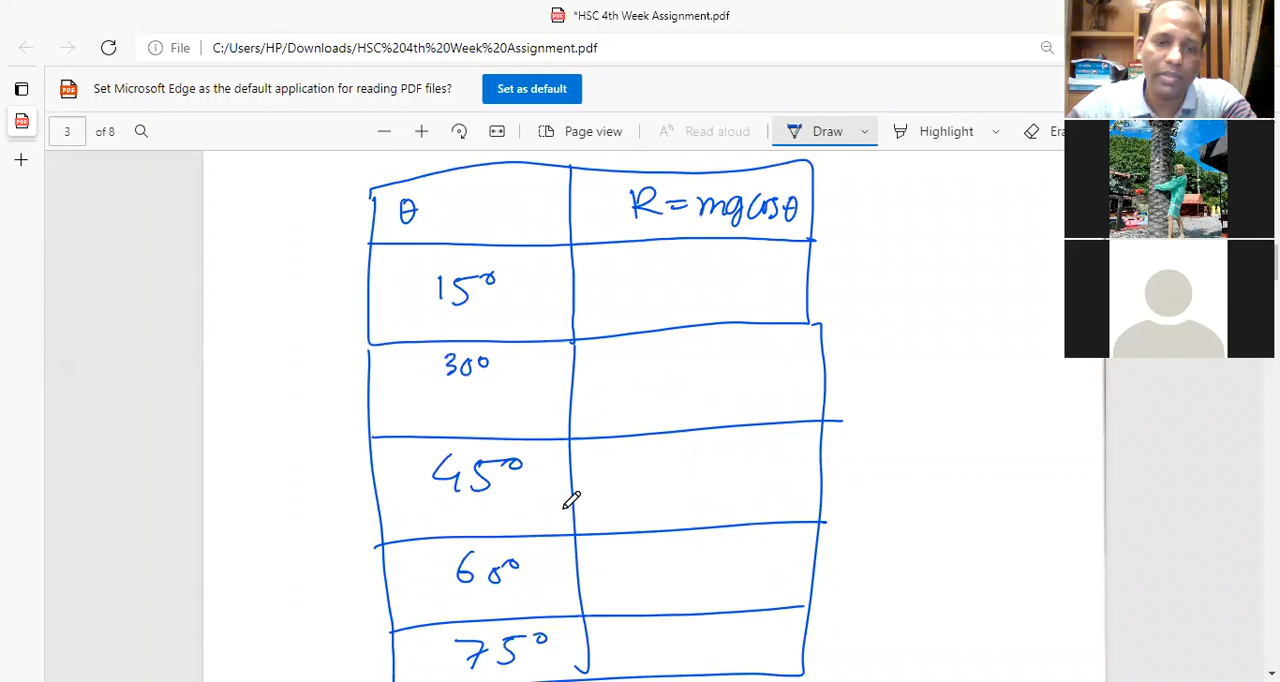 *HSC 4th Week Assignment.pdf
File C:/Users/HP/Downloads/HSC%204th%20Week%20Assignment.pdf
Set Microsoft Edge as the default application for reading PDF files? Set as default
3 of 8 Page view Read aloud Draw Highlight Era
θ R = mg cosθ
15°
30°
45°
60°
75°